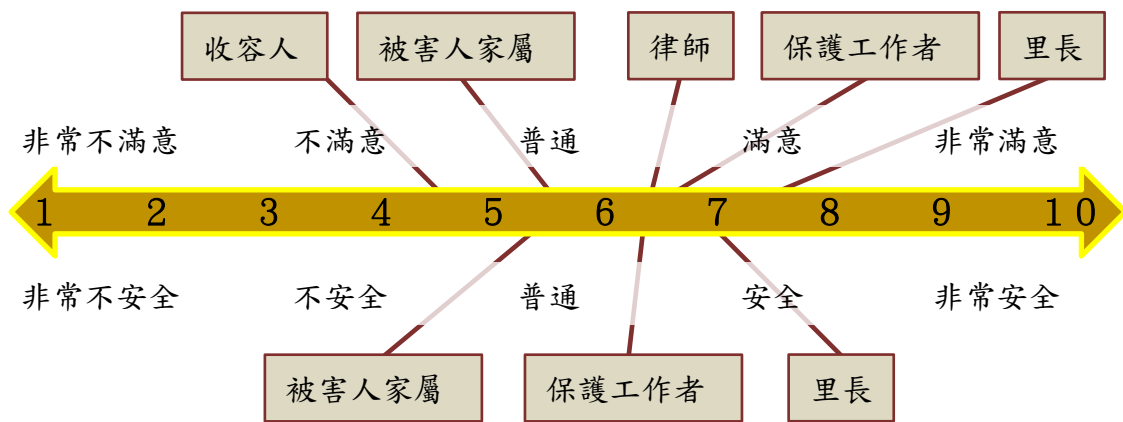 收容人 被害人家屬 律師 保護工作者 里長
非常不滿意 不滿意 普通 滿意 非常滿意
1 2 3 4 5 6 7 8 9 10
非常不安全 不安全 普通 安全 非常安全
被害人家屬 保護工作者 里長